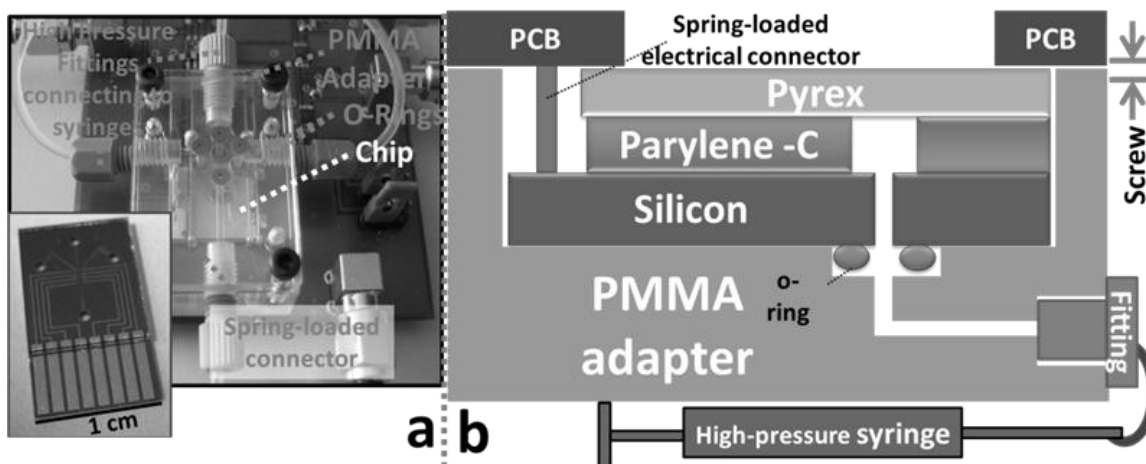 High Pressure
Fittings
connecting to
syringes
PMMA
Adapter
O-Rings
Chip
Spring-loaded
connector
1 cm
a
b
PCB
Spring-loaded
electrical connector
PCB
Pyrex
Parylene -C
Silicon
Screw
o-
ring
PMMA
adapter
Fitting
High-pressure syringe